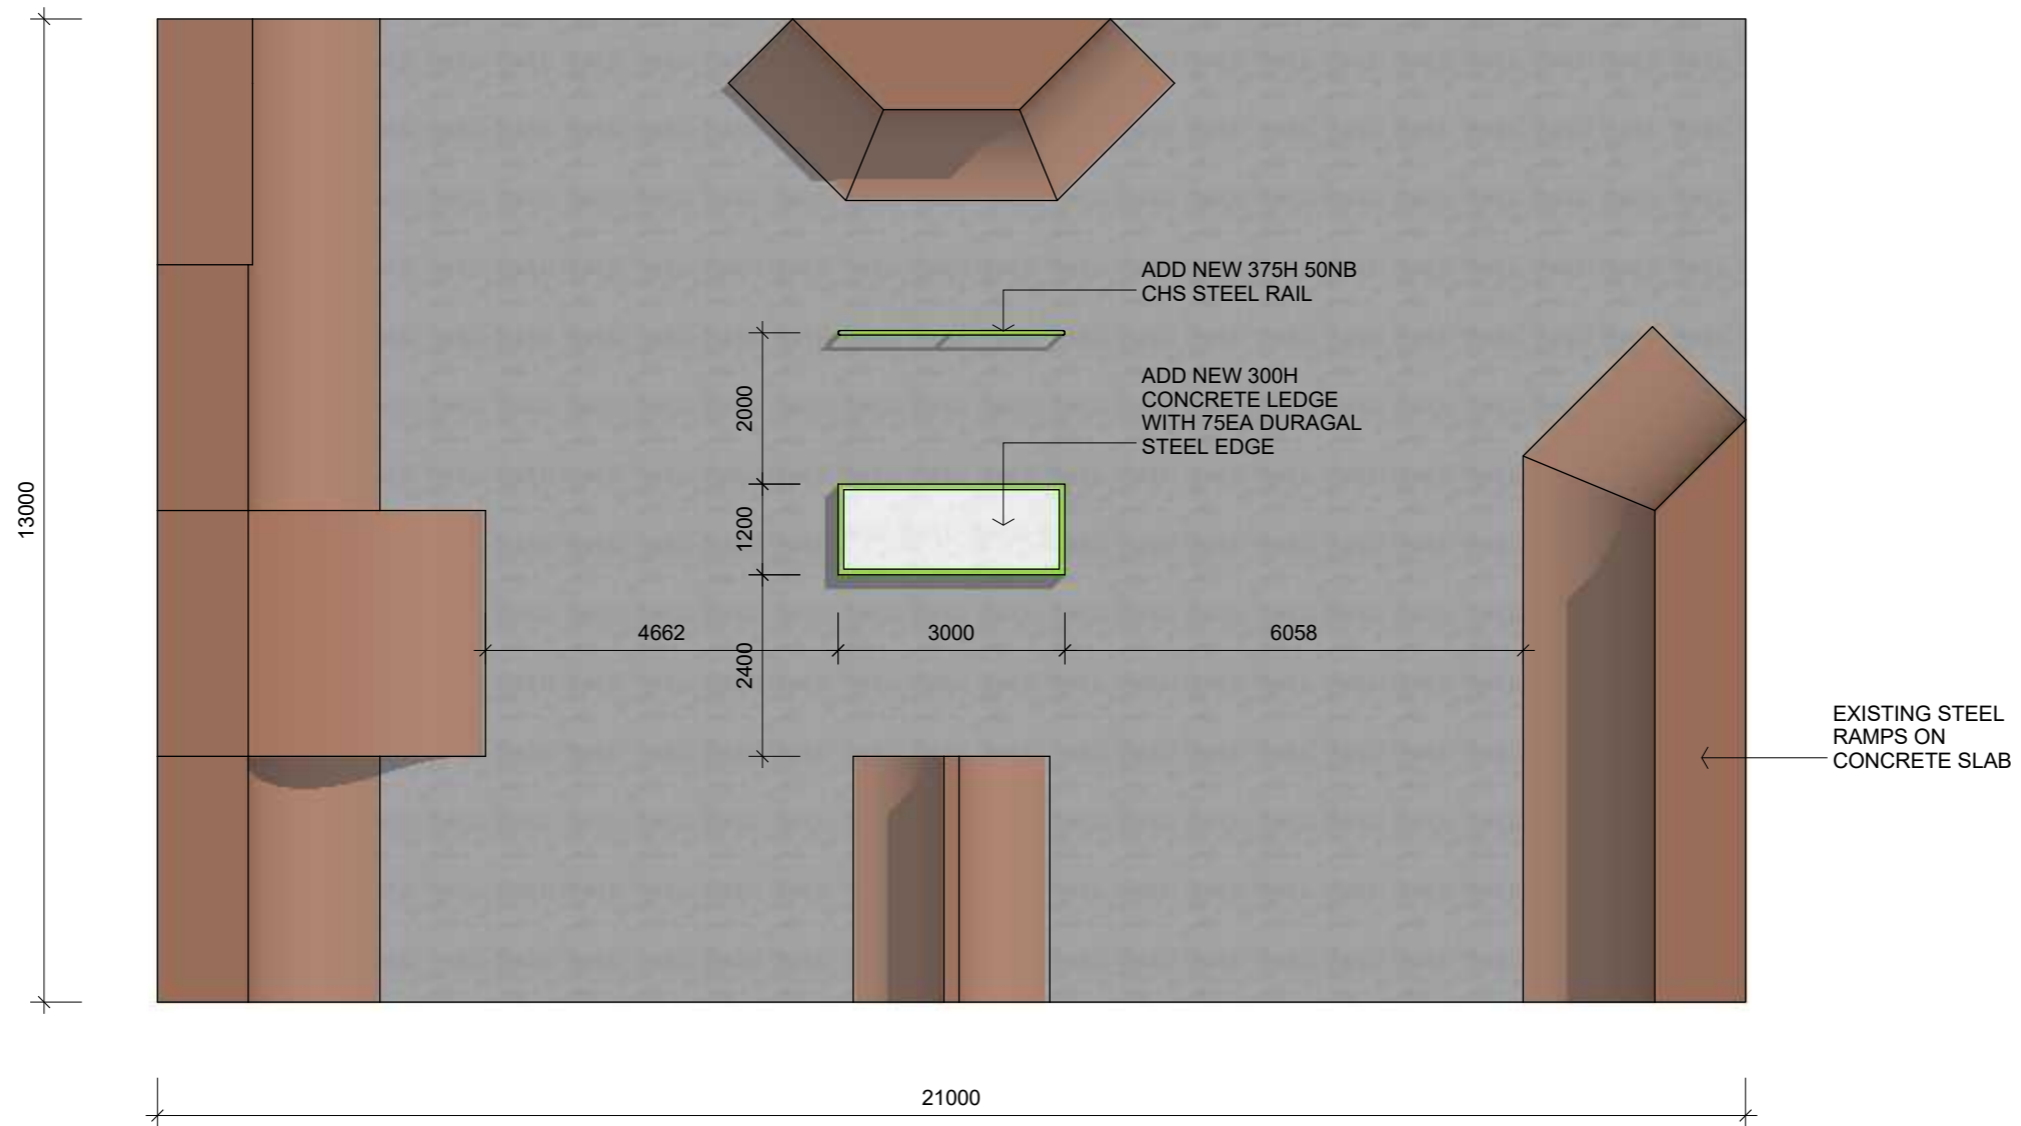 ADD NEW 375H 50NB
CHS STEEL RAIL
ADD NEW 300H
CONCRETE LEDGE
WITH 75EA DURAGAL
STEEL EDGE
2000
13000
1200
4662
3000
6058
2400
EXISTING STEEL
RAMPS ON
CONCRETE SLAB
21000